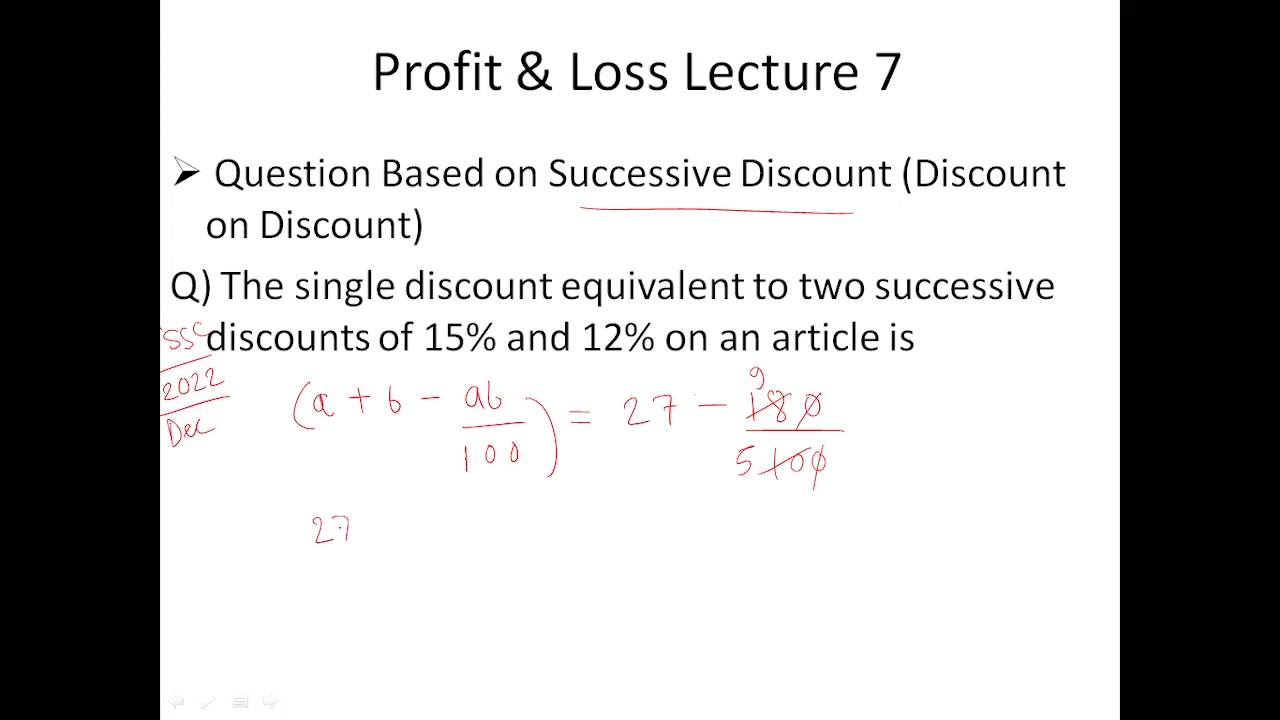 Profit & Loss Lecture 7
➢ Question Based on Successive Discount (Discount
on Discount)
Q) The single discount equivalent to two successive
discounts of 15% and 12% on an article is
SSC
2022
Dec
(a + b - ab/100) = 27 - 180/100
9
5
27